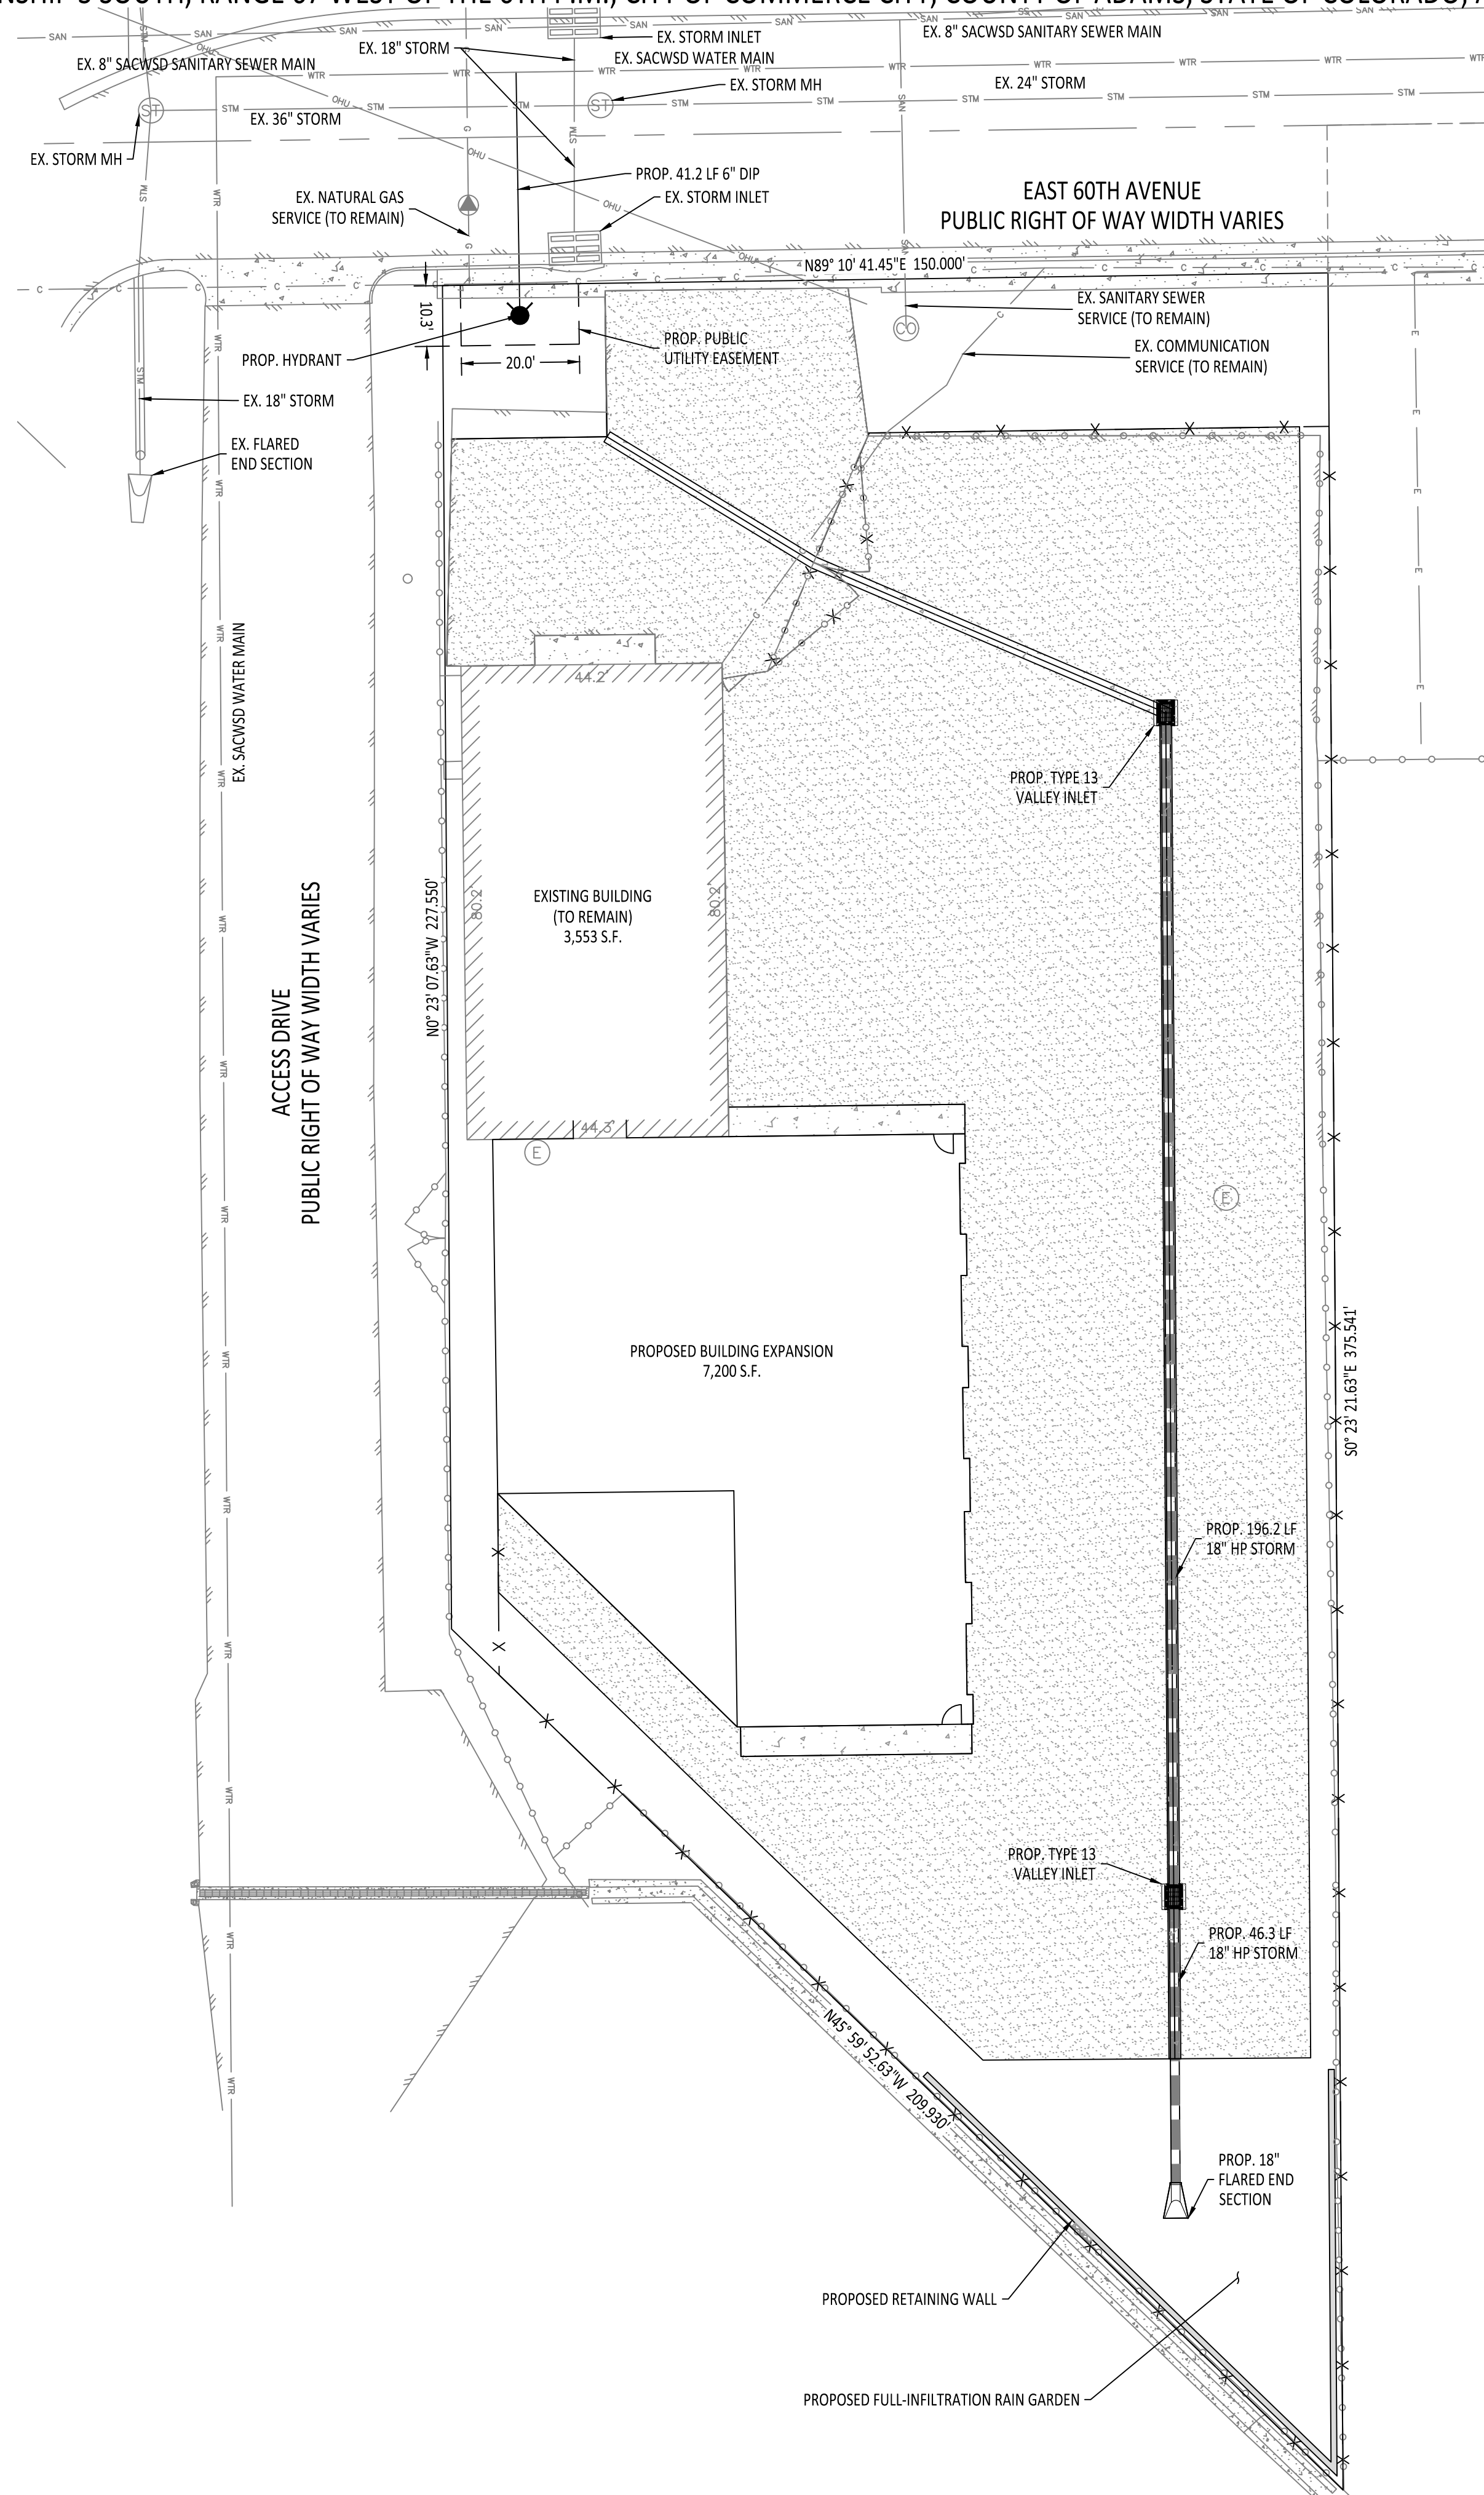 EX. STORM INLET
EX. 18" STORM
EX. 8" SACWSD SANITARY SEWER MAIN
EX. 8" SACWSD SANITARY SEWER MAIN
EX. SACWSD WATER MAIN
EX. STORM MH
EX. 24" STORM
EX. 36" STORM
EX. STORM MH
PROP. 41.2 LF 6" DIP
EX. NATURAL GAS
SERVICE (TO REMAIN)
EX. STORM INLET
EAST 60TH AVENUE
PUBLIC RIGHT OF WAY WIDTH VARIES
N89° 10' 41.45"E 150.000'
EX. SANITARY SEWER
SERVICE (TO REMAIN)
10.3'
PROP. HYDRANT
20.0'
PROP. PUBLIC
UTILITY EASEMENT
EX. COMMUNICATION
SERVICE (TO REMAIN)
EX. 18" STORM
EX. FLARED
END SECTION
EX. SACWSD WATER MAIN
44.2'
PROP. TYPE 13
VALLEY INLET
80.2'
EXISTING BUILDING
(TO REMAIN)
3,553 S.F.
80.2'
N0° 23' 07.63"W 227.550'
ACCESS DRIVE
PUBLIC RIGHT OF WAY WIDTH VARIES
44.3'
E
E
PROPOSED BUILDING EXPANSION
7,200 S.F.
S0° 23' 21.63"E 375.541'
PROP. 196.2 LF
18" HP STORM
PROP. TYPE 13
VALLEY INLET
PROP. 46.3 LF
18" HP STORM
N45° 59' 52.63"W 209.930'
PROP. 18"
FLARED END
SECTION
PROPOSED RETAINING WALL
PROPOSED FULL-INFILTRATION RAIN GARDEN